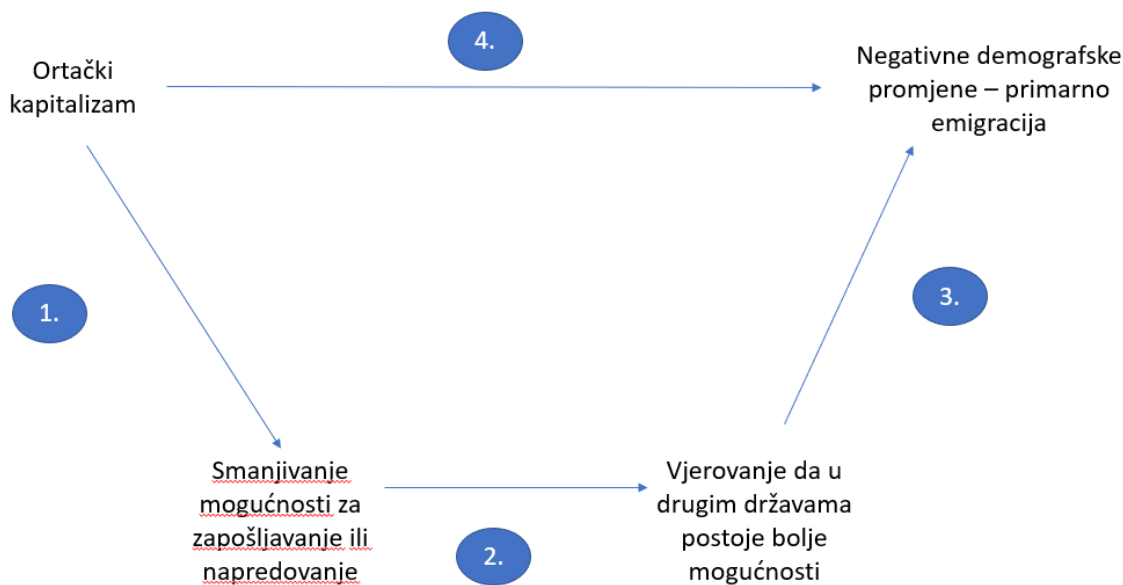 4.
Ortački
kapitalizam
Negativne demografske
promjene – primarno
emigracija
1.
3.
Smanjivanje
mogućnosti za
zapošljavanje ili
napredovanje
2.
Vjerovanje da u
drugim državama
postoje bolje
mogućnosti